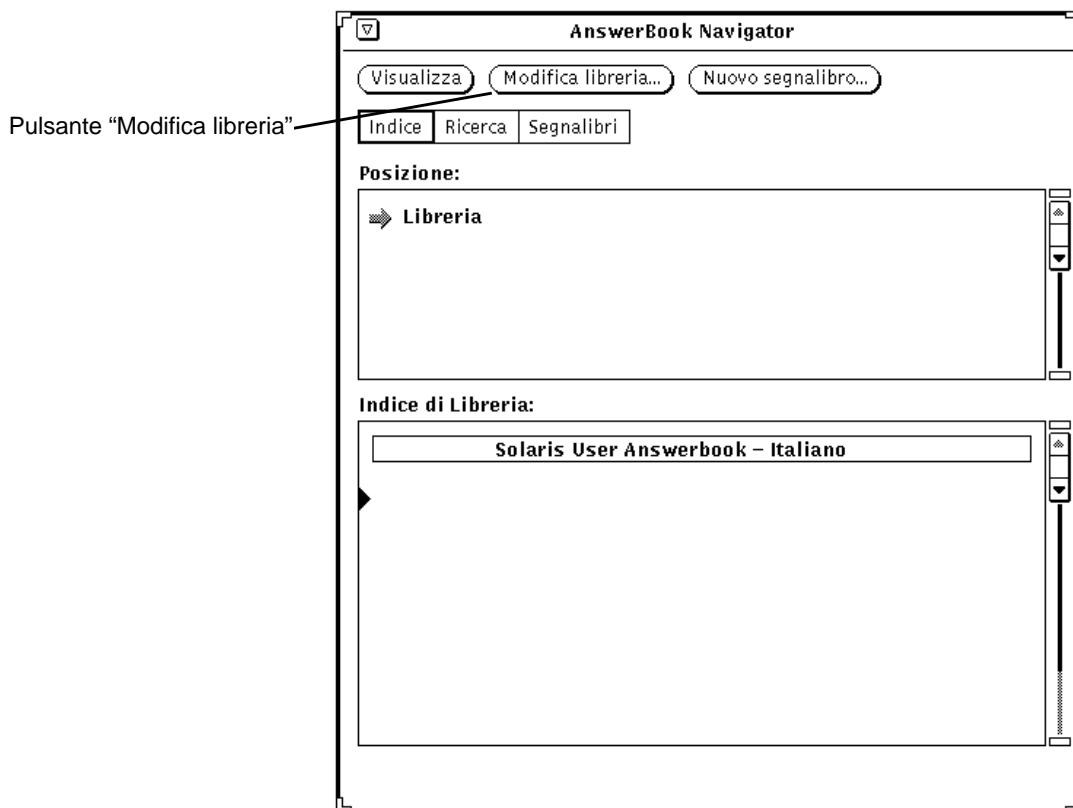 AnswerBook Navigator
Visualizza Modifica libreria... Nuovo segnalibro...
Pulsante “Modifica libreria”
Indice Ricerca Segnalibri
Posizione:
Libreria
Indice di Libreria:
Solaris User Answerbook – Italiano